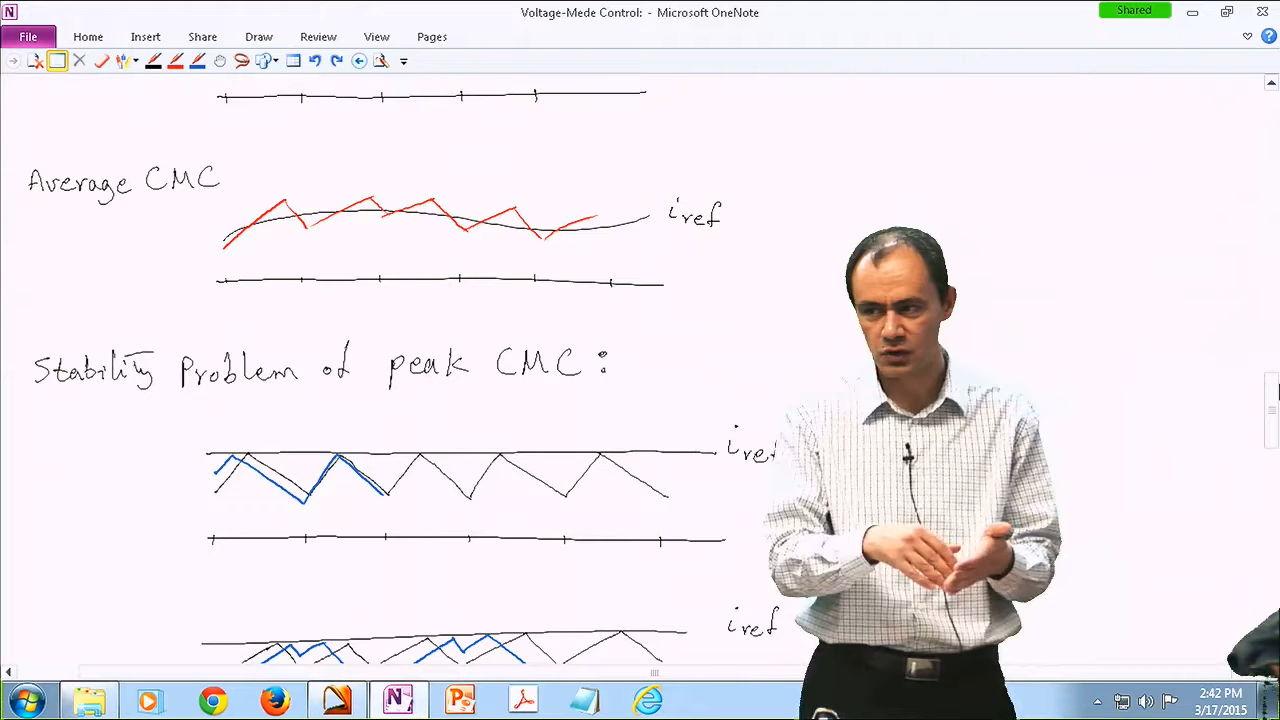 Voltage-Mede Control: - Microsoft OneNote
Shared
File Home Insert Share Draw Review View Pages
Average CMC
iref
Stability Problem of peak CMC:
iref
iref
2:42 PM
3/17/2015